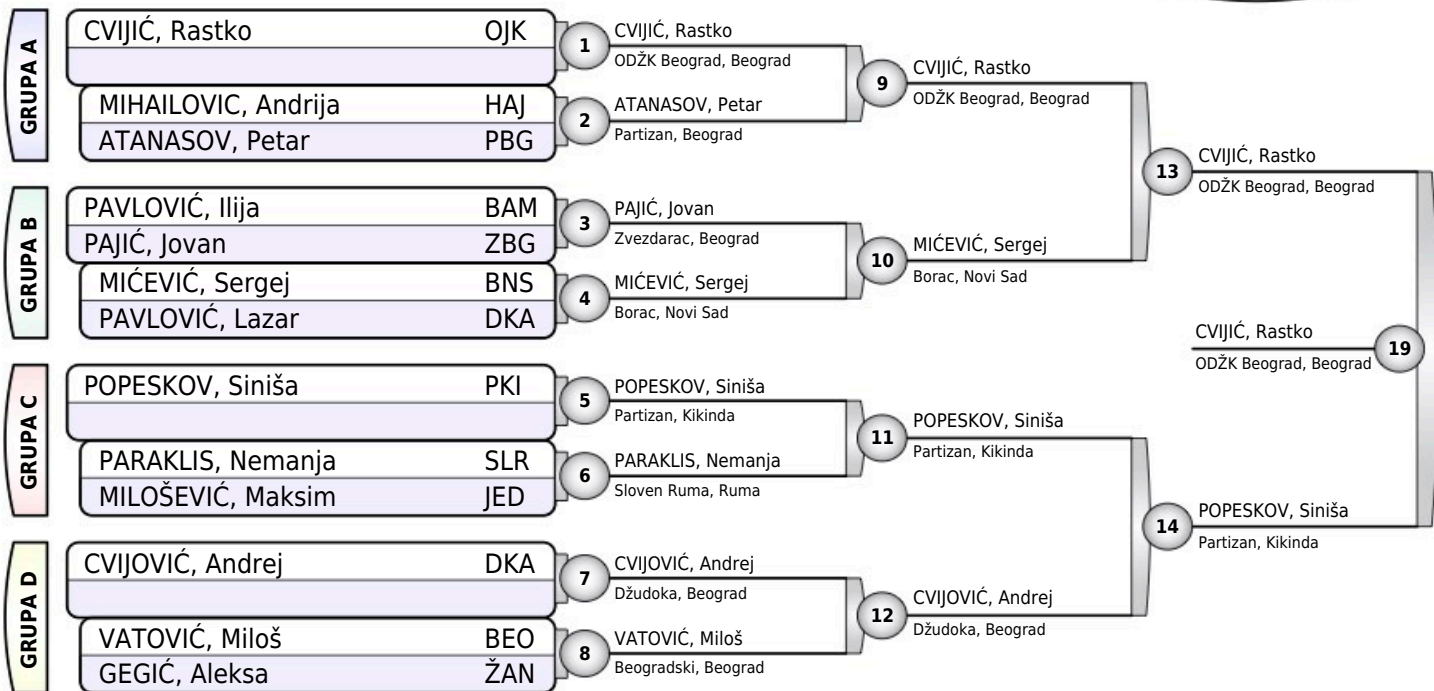 GRUPA A
CVIJIĆ, Rastko OJK
MIHAILOVIC, Andrija HAJ
ATANASOV, Petar PBG
GRUPA B
PAVLOVIĆ, Ilija BAM
PAJIĆ, Jovan ZBG
MIĆEVIĆ, Sergej BNS
PAVLOVIĆ, Lazar DKA
GRUPA C
POPESKOV, Siniša PKI
PARAKLIS, Nemanja SLR
MILOŠEVIĆ, Maksim JED
GRUPA D
CVIJOVIĆ, Andrej DKA
VATOVIĆ, Miloš BEO
GEGIĆ, Aleksa ŽAN
1
CVIJIĆ, Rastko
ODŽK Beograd, Beograd
2
ATANASOV, Petar
Partizan, Beograd
3
PAJIĆ, Jovan
Zvezdarac, Beograd
4
MIĆEVIĆ, Sergej
Borac, Novi Sad
5
POPESKOV, Siniša
Partizan, Kikinda
6
PARAKLIS, Nemanja
Sloven Ruma, Ruma
7
CVIJOVIĆ, Andrej
Džudoka, Beograd
8
VATOVIĆ, Miloš
Beogradski, Beograd
9
CVIJIĆ, Rastko
ODŽK Beograd, Beograd
10
MIĆEVIĆ, Sergej
Borac, Novi Sad
11
POPESKOV, Siniša
Partizan, Kikinda
12
CVIJOVIĆ, Andrej
Džudoka, Beograd
13
CVIJIĆ, Rastko
ODŽK Beograd, Beograd
14
POPESKOV, Siniša
Partizan, Kikinda
CVIJIĆ, Rastko
ODŽK Beograd, Beograd
19